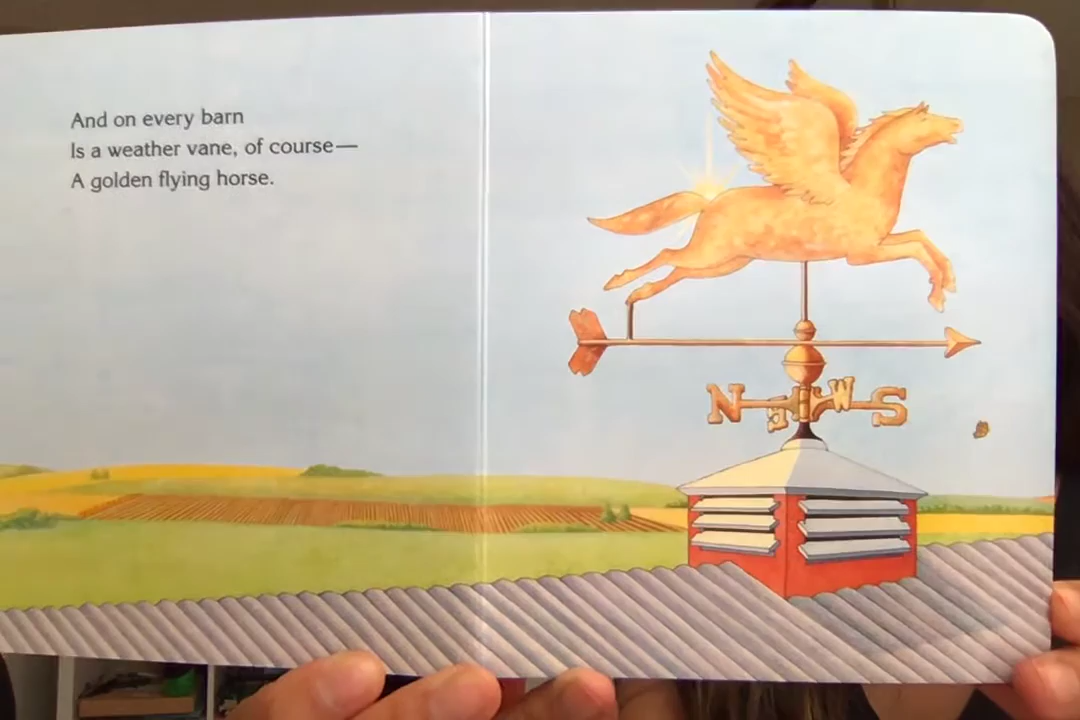 And on every barn
Is a weather vane, of course—
A golden flying horse.
N E W S